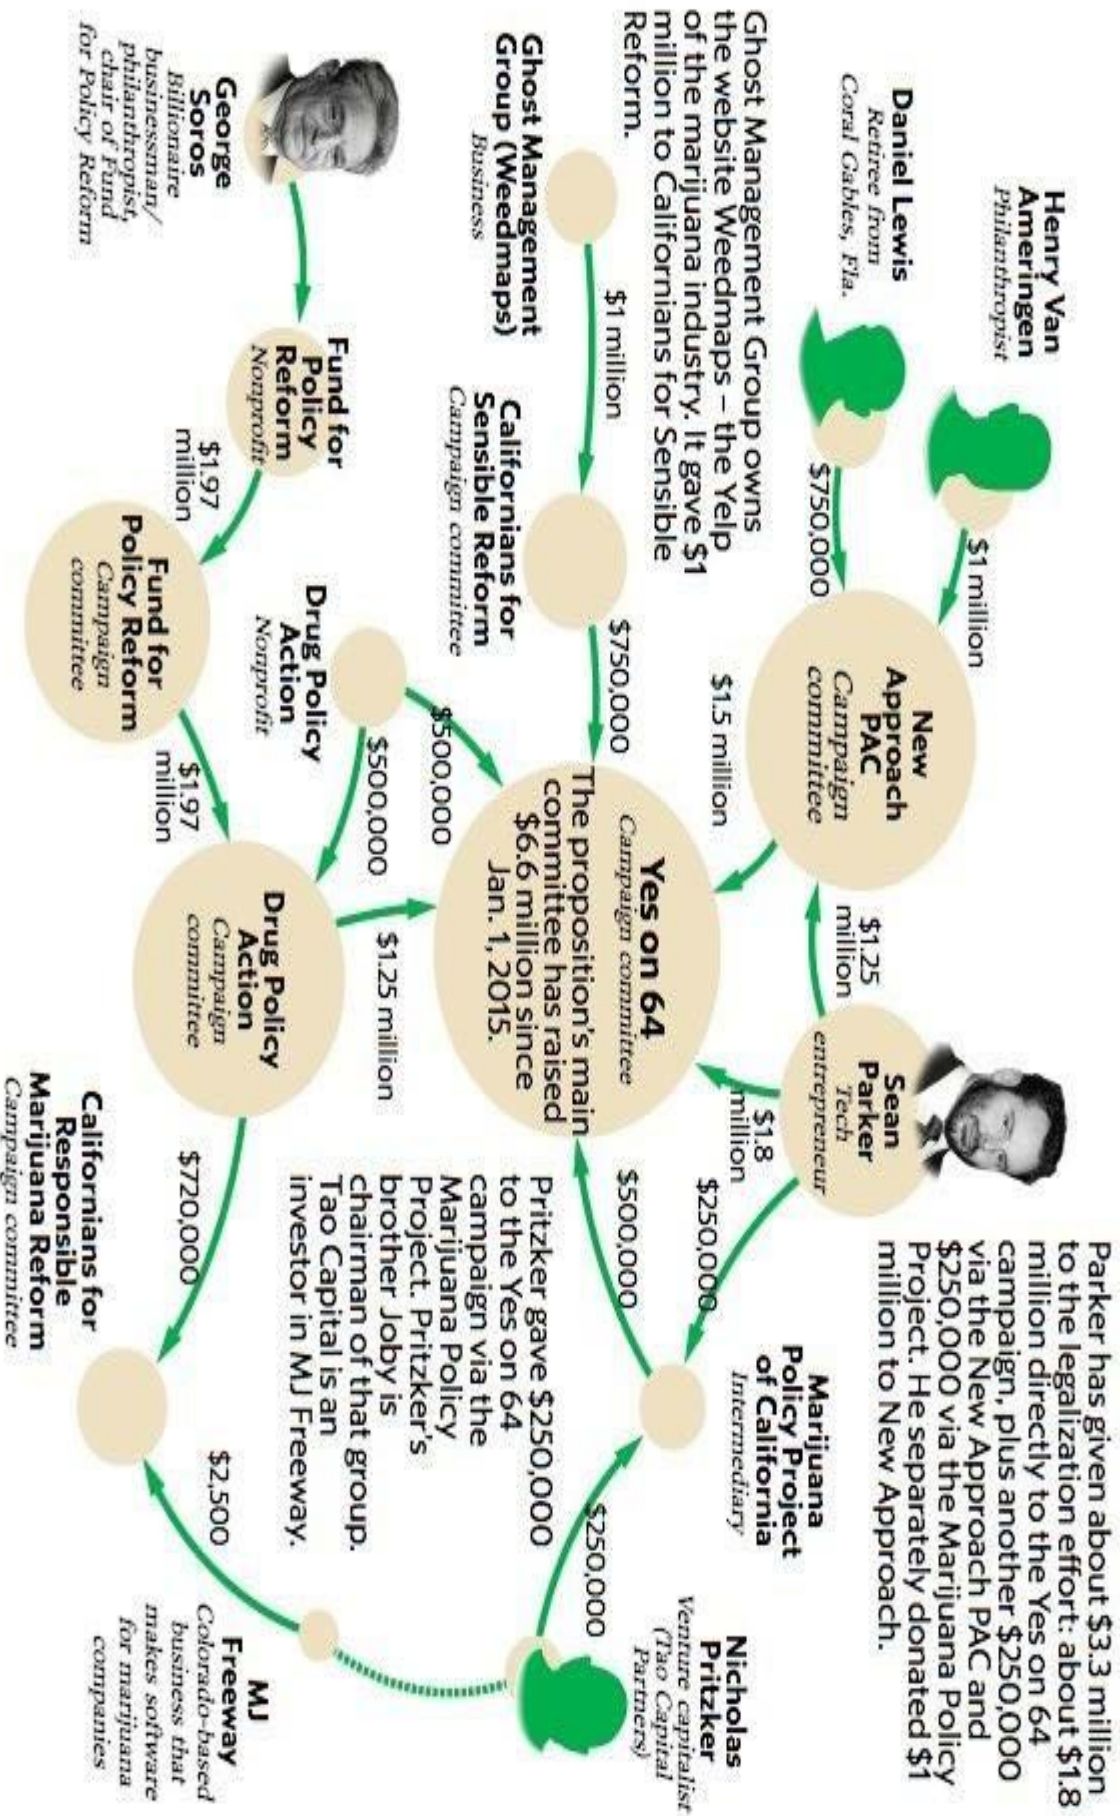 Henry Van
Ameringen
Philanthropist
$1 million
Daniel Lewis
Retiree from
Coral Gables, Fla.
$750,000
New
Approach
PAC
Campaign
committee
$1.25
million
Sean
Parker
Tech
entrepreneur
Parker has given about $3.3 million
to the legalization effort: about $1.8
million directly to the Yes on 64
campaign, plus another $250,000
via the New Approach PAC and
$250,000 via the Marijuana Policy
Project. He separately donated $1
million to New Approach.
Ghost Management Group owns
the website Weedmaps – the Yelp
of the marijuana industry. It gave $1
million to Californians for Sensible
Reform.
$1.5 million
$1.8
million
$250,000
Marijuana
Policy Project
of California
Intermediary
Nicholas
Pritzker
Venture capitalist
(Tao Capital
Partners)
Ghost Management
Group (Weedmaps)
Business
$1 million
Californians for
Sensible Reform
Campaign committee
$750,000
Yes on 64
Campaign committee
The proposition's main
committee has raised
$6.6 million since
Jan. 1, 2015.
$500,000
$250,000
Pritzker gave $250,000
to the Yes on 64
campaign via the
Marijuana Policy
Project. Pritzker's
brother Joby is
chairman of that group.
Tao Capital is an
investor in MJ Freeway.
George
Soros
Billionaire
businessman/
philanthropist,
chair of Fund
for Policy Reform
Fund for
Policy
Reform
Nonprofit
$1.97
million
Drug Policy
Action
Nonprofit
$500,000
$500,000
$1.25 million
Fund for
Policy Reform
Campaign
committee
$1.97
million
Drug Policy
Action
Campaign
committee
$720,000
$2,500
MJ
Freeway
Colorado-based
business that
makes software
for marijuana
companies
Californians for
Responsible
Marijuana Reform
Campaign committee